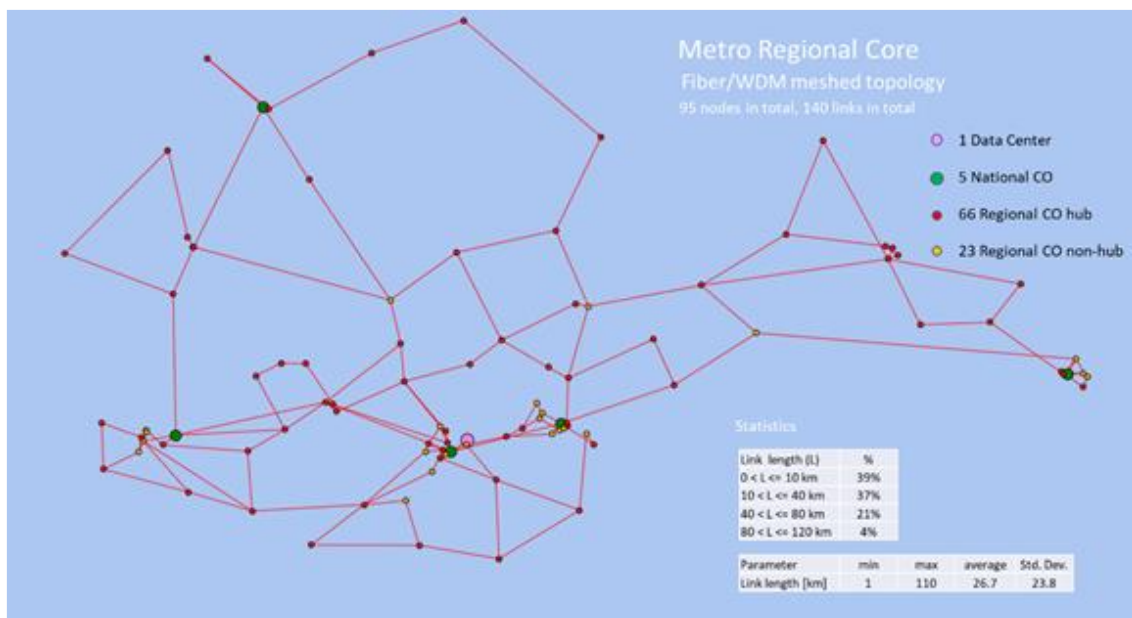 Metro Regional Core
Fiber/WDM meshed topology
95 nodes in total, 140 links in total
1 Data Center
5 National CO
66 Regional CO hub
23 Regional CO non-hub
Statistics
Link length (L) %
0 < L <= 10 km 39%
10 < L <= 40 km 37%
40 < L <= 80 km 21%
80 < L <= 120 km 4%
Parameter min max average Std. Dev.
Link length [km] 1 110 26.7 23.8